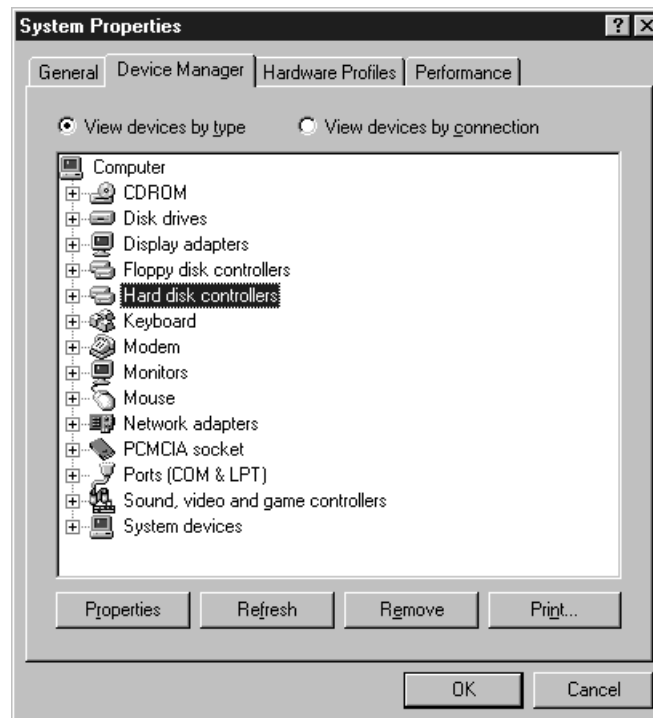 System Properties
General Device Manager Hardware Profiles Performance
View devices by type View devices by connection
Computer
CDROM
Disk drives
Display adapters
Floppy disk controllers
Hard disk controllers
Keyboard
Modem
Monitors
Mouse
Network adapters
PCMCIA socket
Ports (COM & LPT)
Sound, video and game controllers
System devices
Properties Refresh Remove Print...
OK Cancel